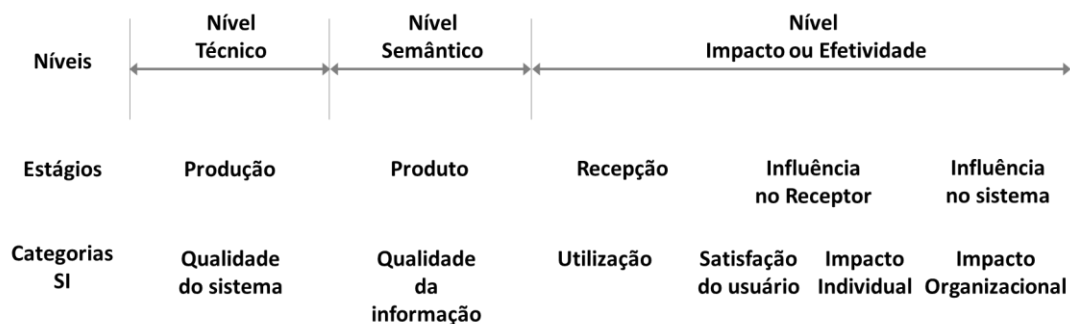 Níveis
Nível
Técnico
Nível
Semântico
Nível
Impacto ou Efetividade
Estágios
Produção
Produto
Recepção
Influência
no Receptor
Influência
no sistema
Categorias
SI
Qualidade
do sistema
Qualidade
da
informação
Utilização
Satisfação
do usuário
Impacto
Individual
Impacto
Organizacional